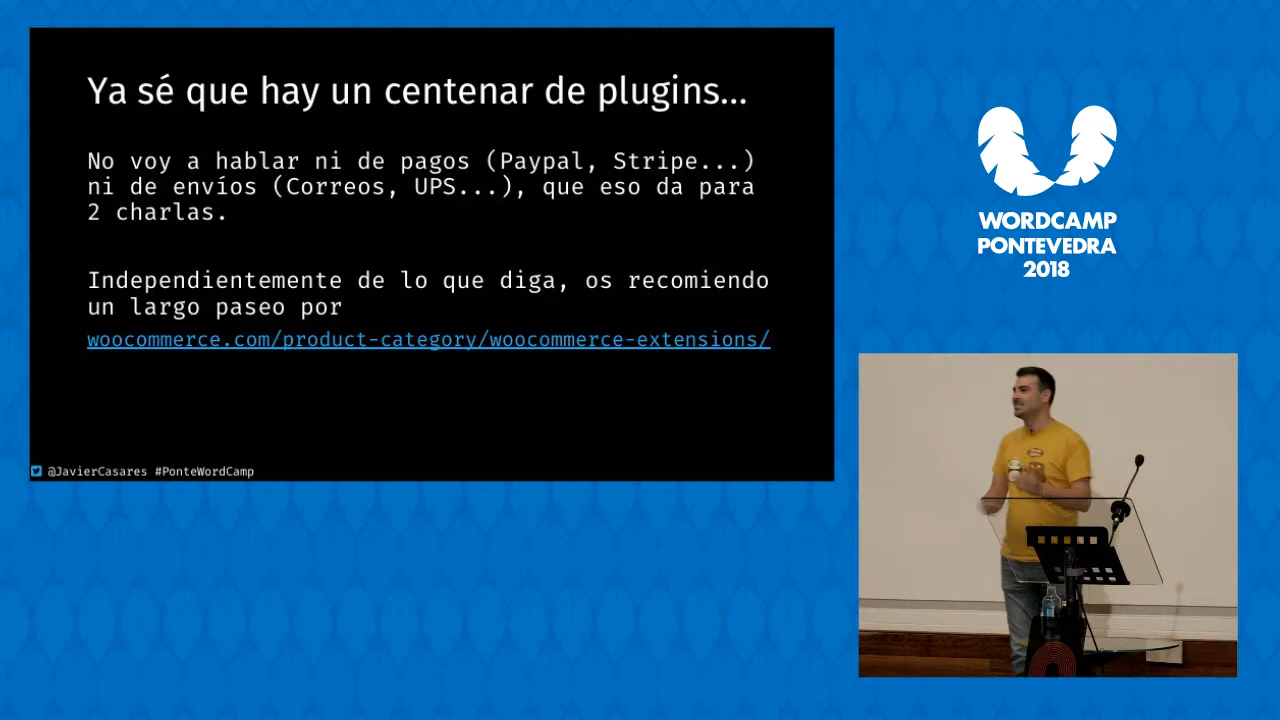 Ya sé que hay un centenar de plugins...
No voy a hablar ni de pagos (Paypal, Stripe...)
ni de envíos (Correos, UPS...), que eso da para
2 charlas.
Independientemente de lo que diga, os recomiendo
un largo paseo por
woocommerce.com/product-category/woocommerce-extensions/
@JavierCasares #PonteWordCamp
WORDCAMP
PONTEVEDRA
2018